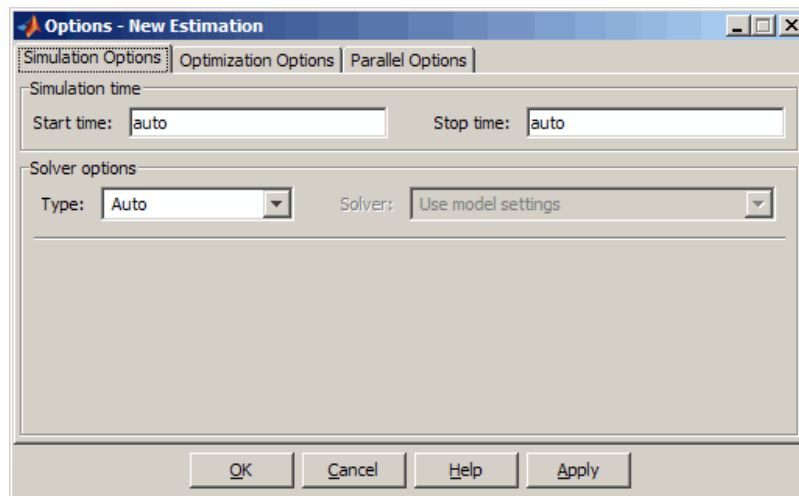 Options - New Estimation
Simulation Options Optimization Options Parallel Options
Simulation time
Start time: auto Stop time: auto
Solver options
Type: Auto Solver: Use model settings
OK Cancel Help Apply